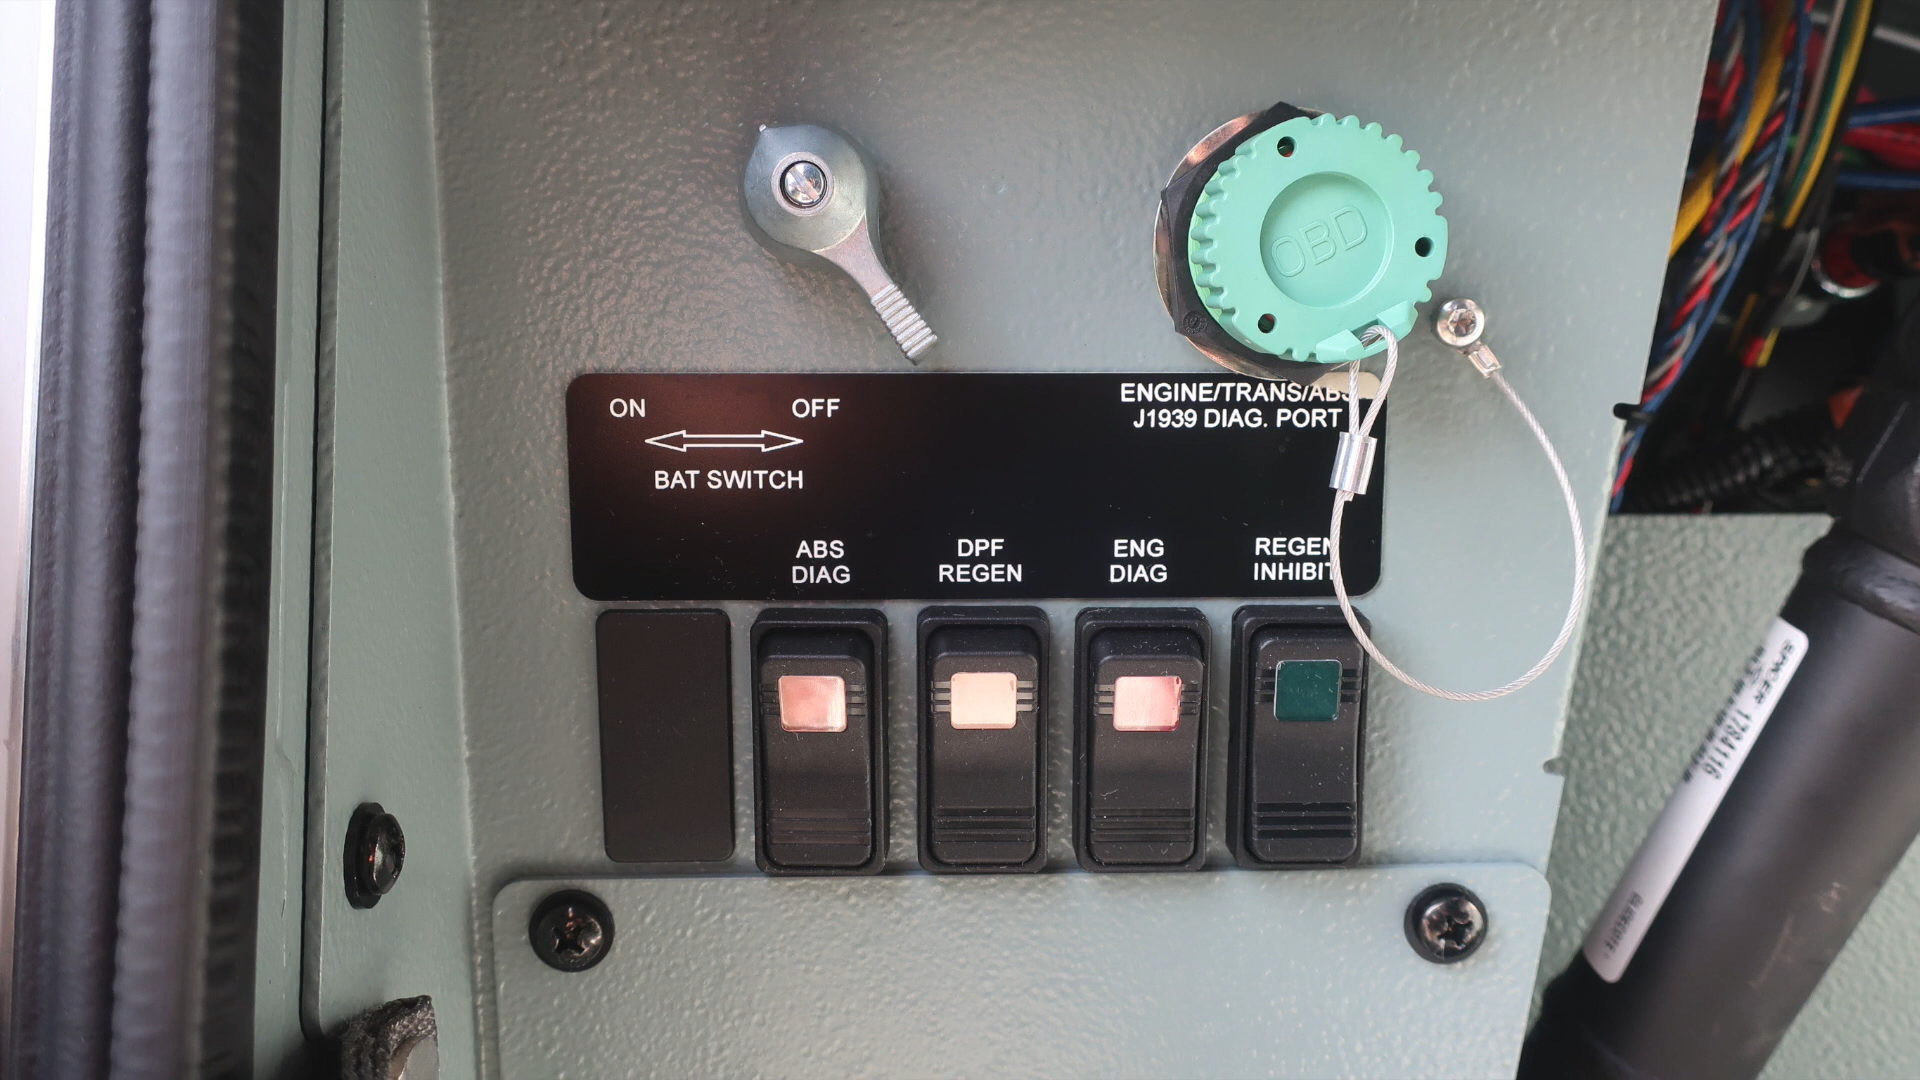 OBD
ON OFF
BAT SWITCH
ENGINE/TRANS/ABS
J1939 DIAG. PORT
ABS
DIAG
DPF
REGEN
ENG
DIAG
REGEN
INHIBIT
1784116